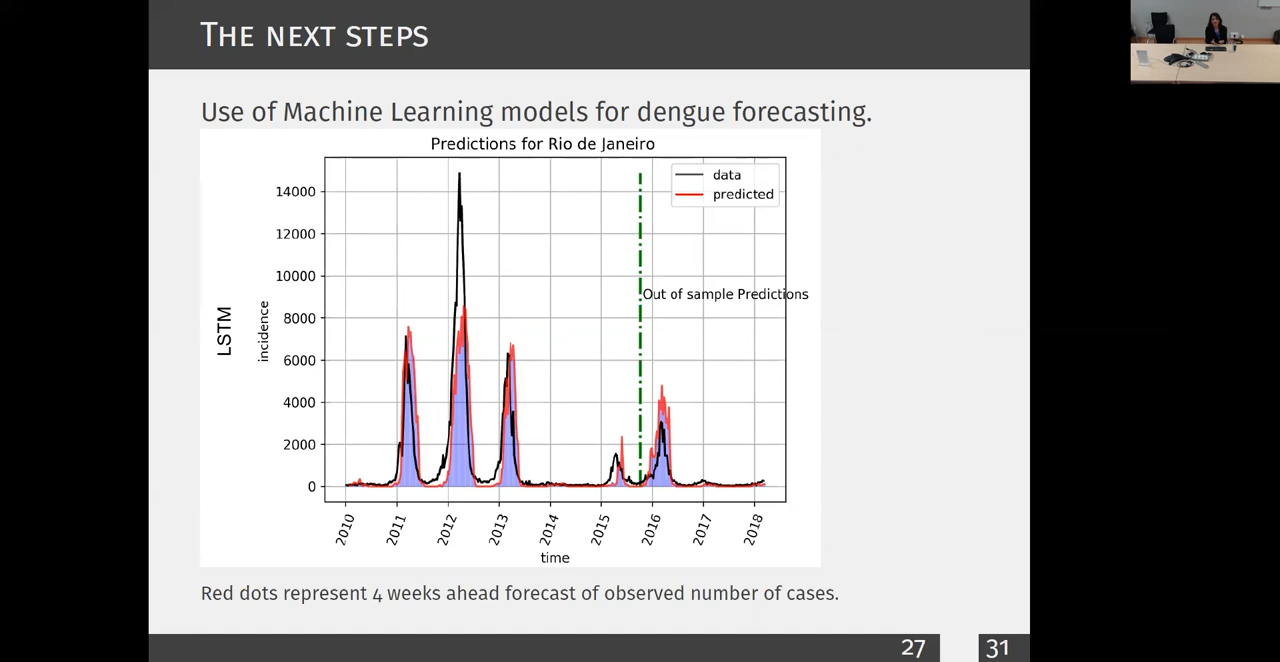 The next steps
Use of Machine Learning models for dengue forecasting.
Predictions for Rio de Janeiro
data
predicted
14000
12000
10000
8000
6000
4000
2000
0
LSTM
incidence
Out of sample Predictions
2010
2011
2012
2013
2014
2015
2016
2017
2018
time
Red dots represent 4 weeks ahead forecast of observed number of cases.
27
31